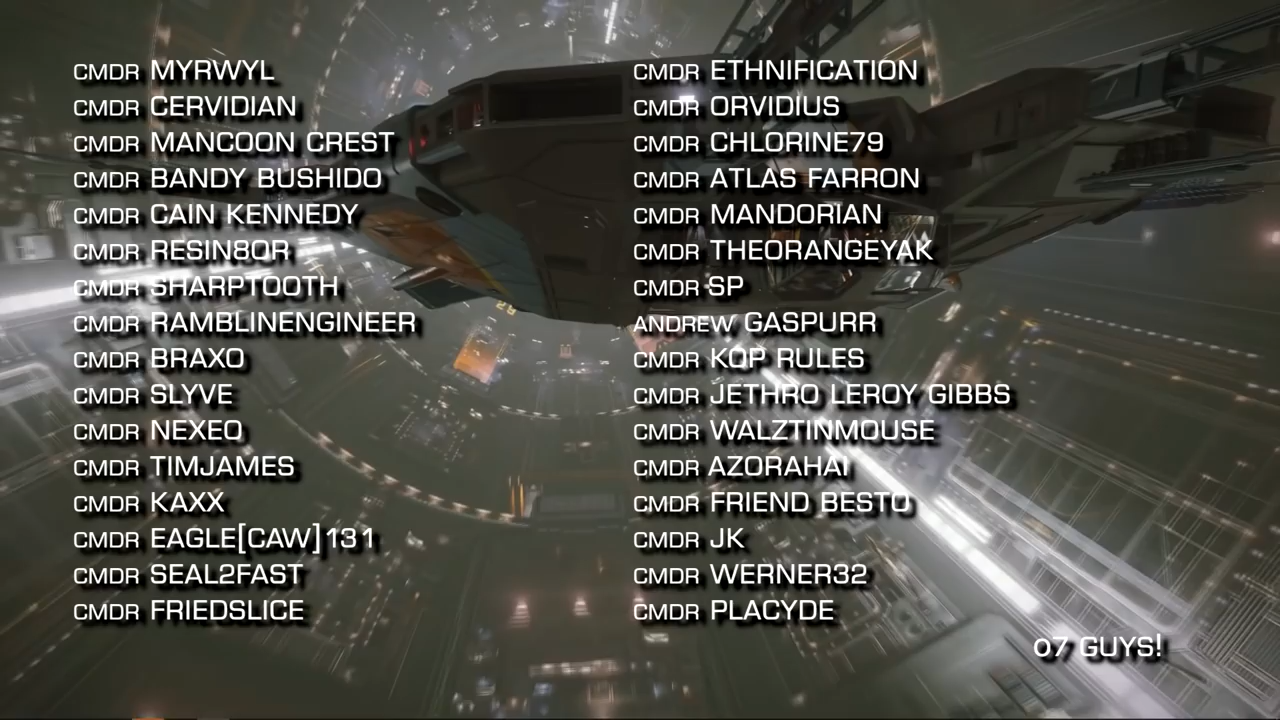 CMDR MYRWYL
CMDR CERVIDIAN
CMDR MANCOON CREST
CMDR BANDY BUSHIDO
CMDR CAIN KENNEDY
CMDR RESIN8OR
CMDR SHARPTOOTH
CMDR RAMBLINENGINEER
CMDR BRAXO
CMDR SLYVE
CMDR NEXEO
CMDR TIMJAMES
CMDR KAXX
CMDR EAGLE[CAW]131
CMDR SEAL2FAST
CMDR FRIEDSLICE
CMDR ETHNIFICATION
CMDR ORVIDIUS
CMDR CHLORINE79
CMDR ATLAS FARRON
CMDR MANDORIAN
CMDR THEORANGEYAK
CMDR SP
ANDREW GASPURR
CMDR KOP RULES
CMDR JETHRO LEROY GIBBS
CMDR WALZTINMOUSE
CMDR AZORAHAI
CMDR FRIEND BESTO
CMDR JK
CMDR WERNER32
CMDR PLACYDE
o7 GUYS!